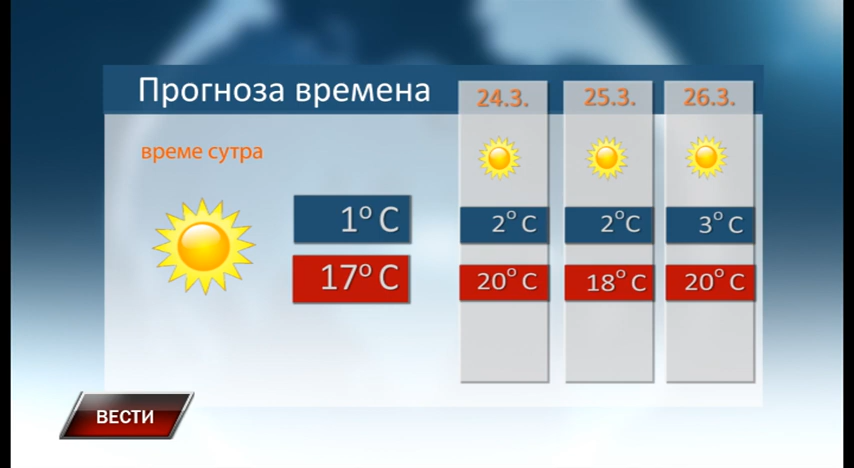 Прогноза времена
време сутра
1° C
17° C
24.3.
2° C
20° C
25.3.
2°C
18° C
26.3.
3° C
20° C
ВЕСТИ